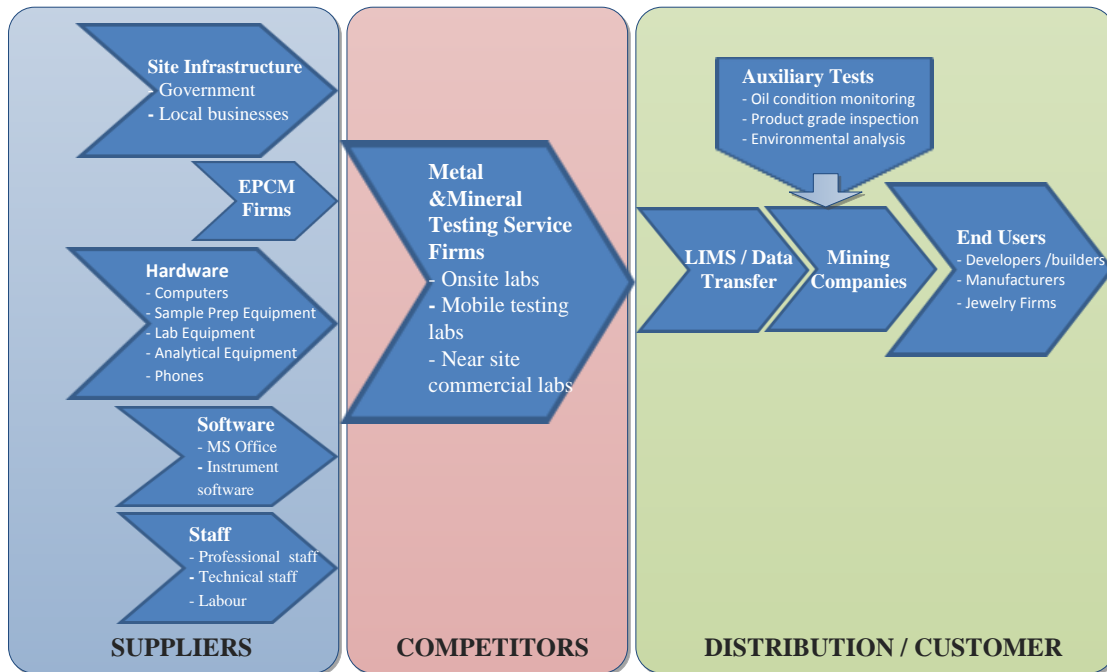 Site Infrastructure
- Government
- Local businesses
EPCM
Firms
Hardware
- Computers
- Sample Prep Equipment
- Lab Equipment
- Analytical Equipment
- Phones
Software
- MS Office
- Instrument
software
Staff
- Professional staff
- Technical staff
- Labour
SUPPLIERS
Metal
&Mineral
Testing Service
Firms
- Onsite labs
- Mobile testing
labs
- Near site
commercial labs
COMPETITORS
Auxiliary Tests
- Oil condition monitoring
- Product grade inspection
- Environmental analysis
LIMS / Data
Transfer
Mining
Companies
End Users
- Developers /builders
- Manufacturers
- Jewelry Firms
DISTRIBUTION / CUSTOMER